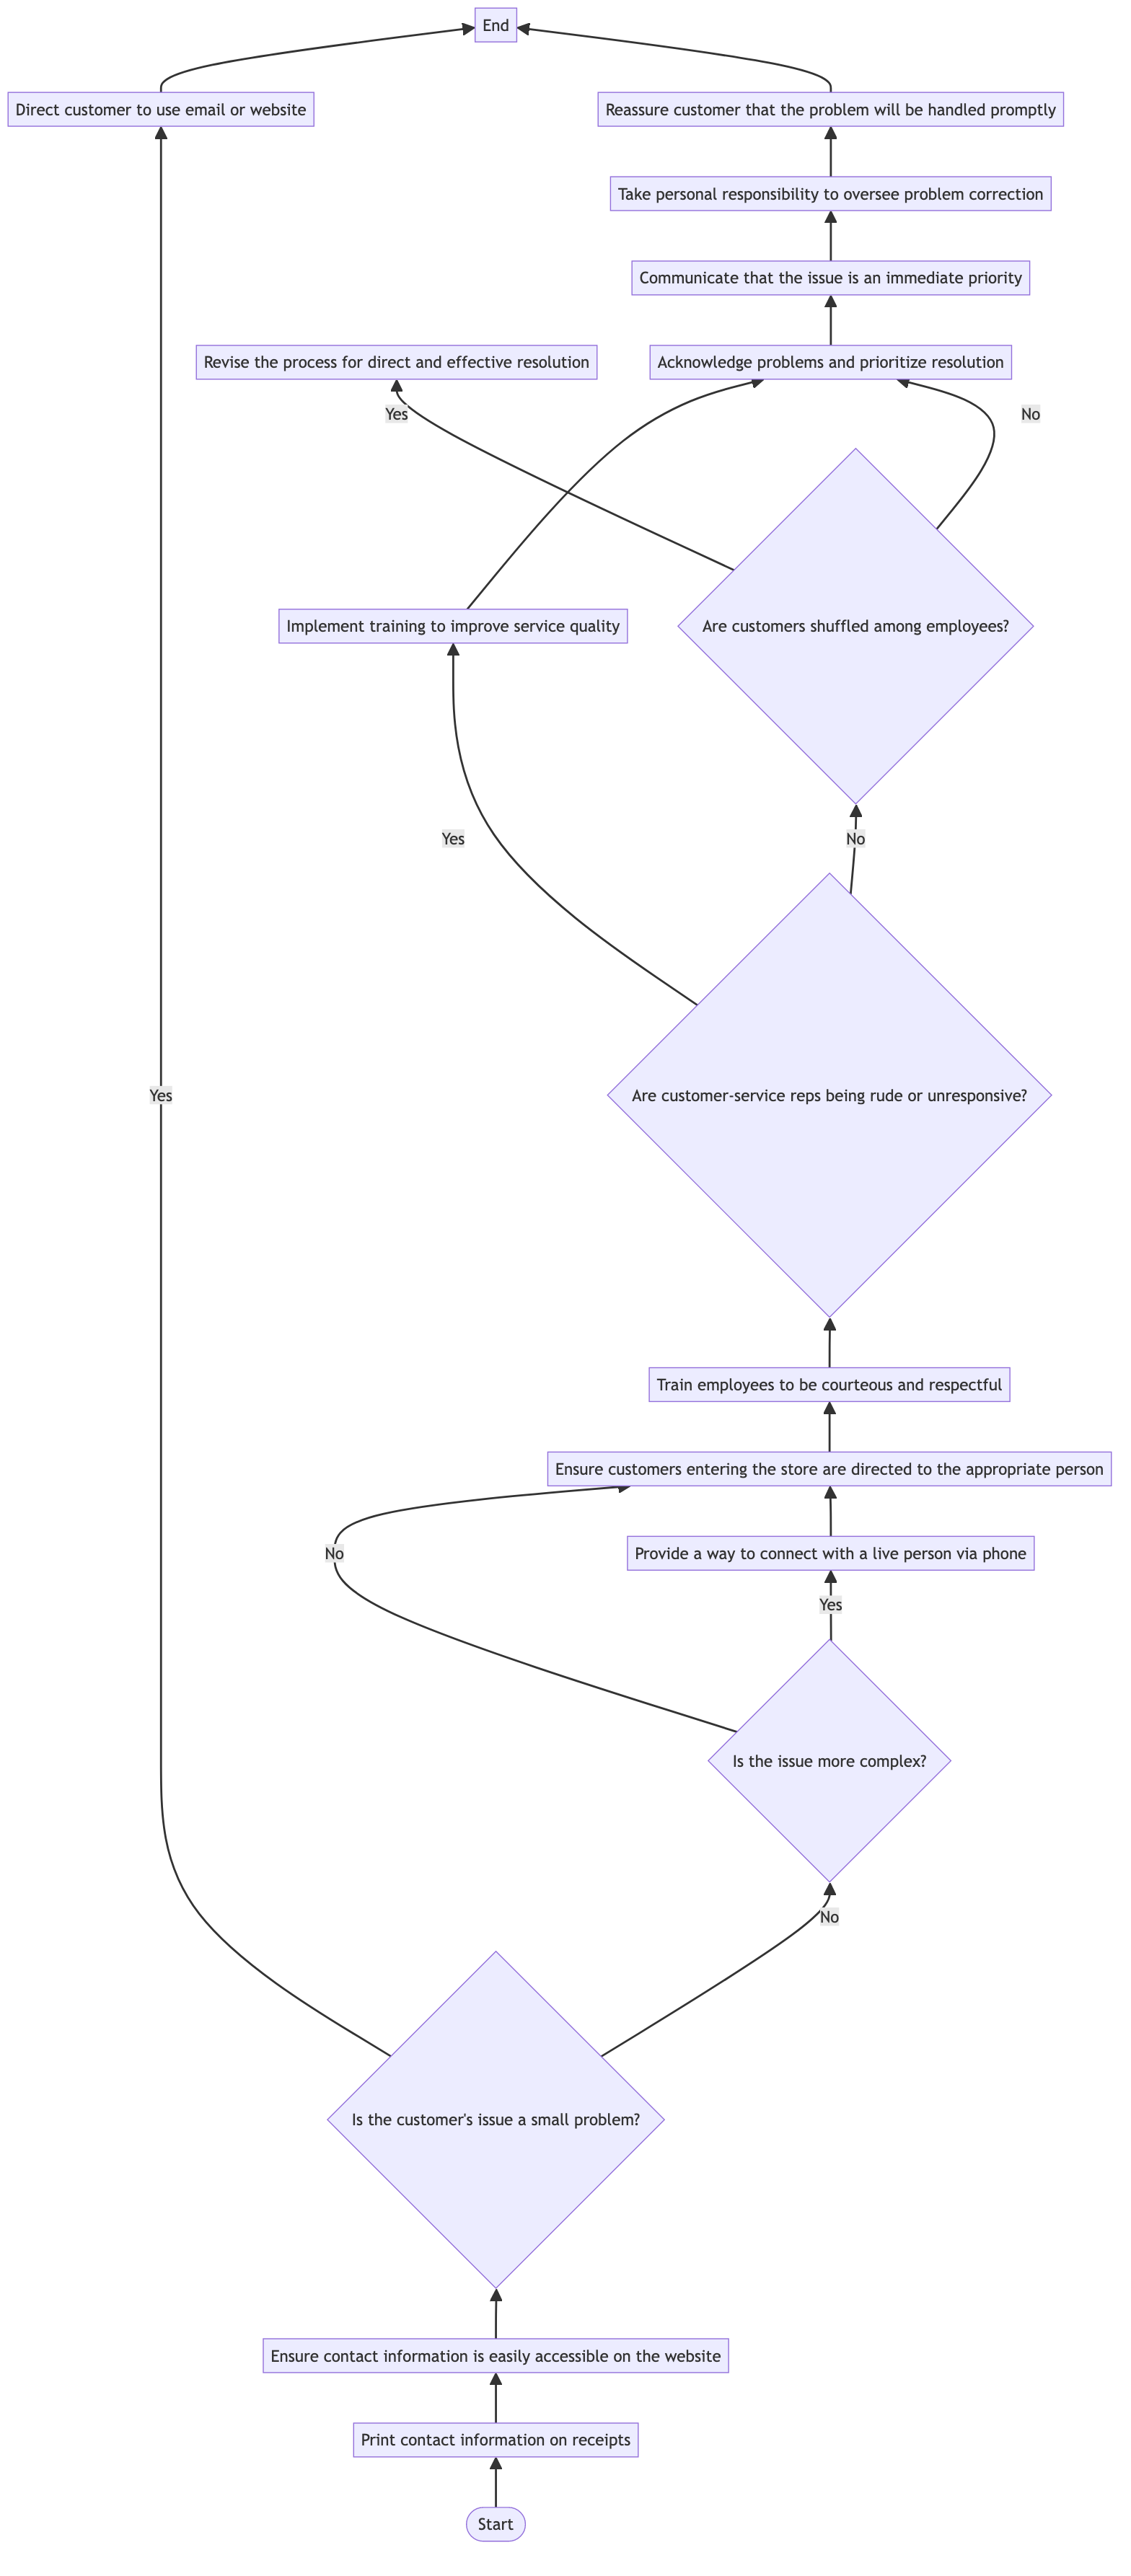 End
Direct customer to use email or website
Reassure customer that the problem will be handled promptly
Take personal responsibility to oversee problem correction
Communicate that the issue is an immediate priority
Revise the process for direct and effective resolution
Acknowledge problems and prioritize resolution
Yes
No
Implement training to improve service quality
Are customers shuffled among employees?
Yes
No
Yes
Are customer-service reps being rude or unresponsive?
Train employees to be courteous and respectful
Ensure customers entering the store are directed to the appropriate person
No
Provide a way to connect with a live person via phone
Yes
Is the issue more complex?
No
Is the customer's issue a small problem?
Ensure contact information is easily accessible on the website
Print contact information on receipts
Start